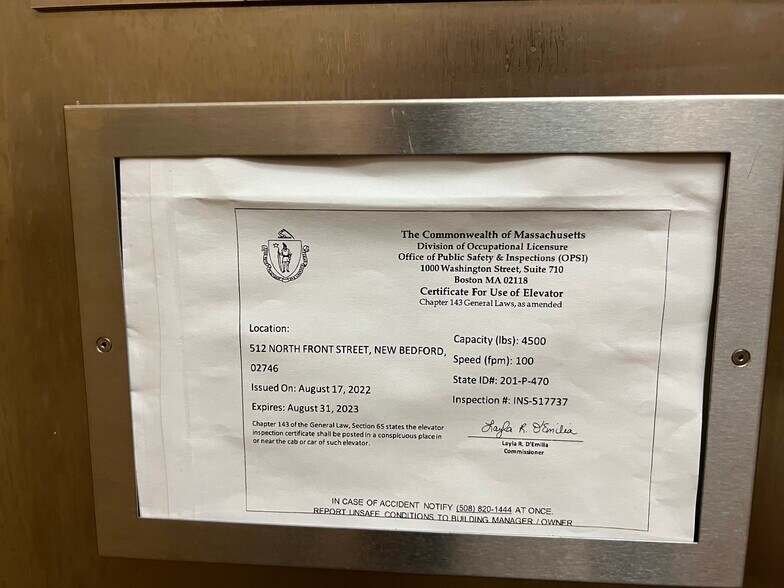 The Commonwealth of Massachusetts
Division of Occupational Licensure
Office of Public Safety & Inspections (OPSI)
1000 Washington Street, Suite 710
Boston MA 02118
Certificate For Use of Elevator
Chapter 143 General Laws, as amended
Location:
512 NORTH FRONT STREET, NEW BEDFORD,
02746
Issued On: August 17, 2022
Expires: August 31, 2023
Chapter 143 of the General Law, Section 65 states the elevator
inspection certificate shall be posted in a conspicuous place in
or near the cab or car of such elevator.
Capacity (lbs): 4500
Speed (fpm): 100
State ID#: 201-P-470
Inspection #: INS-517737
Layla R. D'Emilia
Layla R. D'Emilia
Commissioner
IN CASE OF ACCIDENT NOTIFY (508) 820-1444 AT ONCE.
REPORT UNSAFE CONDITIONS TO BUILDING MANAGER / OWNER